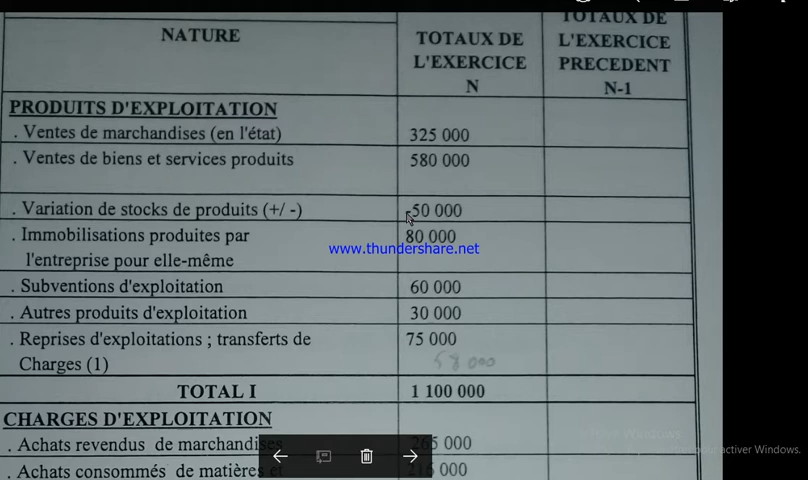 TOTAUX DE
NATURE
TOTAUX DE
L'EXERCICE
L'EXERCICE
PRECEDENT
N
N-1
PRODUITS D'EXPLOITATION
. Ventes de marchandises (en l'état) 325 000
. Ventes de biens et services produits 580 000
. Variation de stocks de produits (+/ -) -50 000
. Immobilisations produites par 80 000
www.thundershare.net
l'entreprise pour elle-même
. Subventions d'exploitation 60 000
. Autres produits d'exploitation 30 000
. Reprises d'exploitations ; transferts de 75 000
Charges (1)
TOTAL I 1 100 000
CHARGES D'EXPLOITATION
. Achats revendus de marchandises 265 000
. Achats consommés de matières et 216 000
activer Windows.